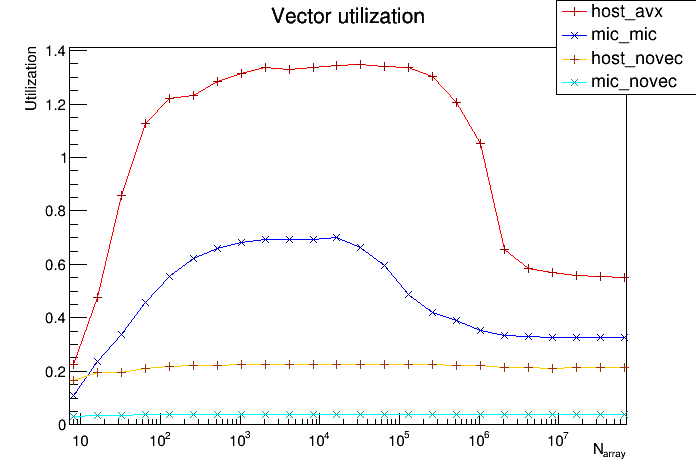 Vector utilization
host_avx
mic_mic
host_novec
mic_novec
Utilization
1.4
1.2
1
0.8
0.6
0.4
0.2
0
10 10² 10³ 10⁴ 10⁵ 10⁶ 10⁷
N_array